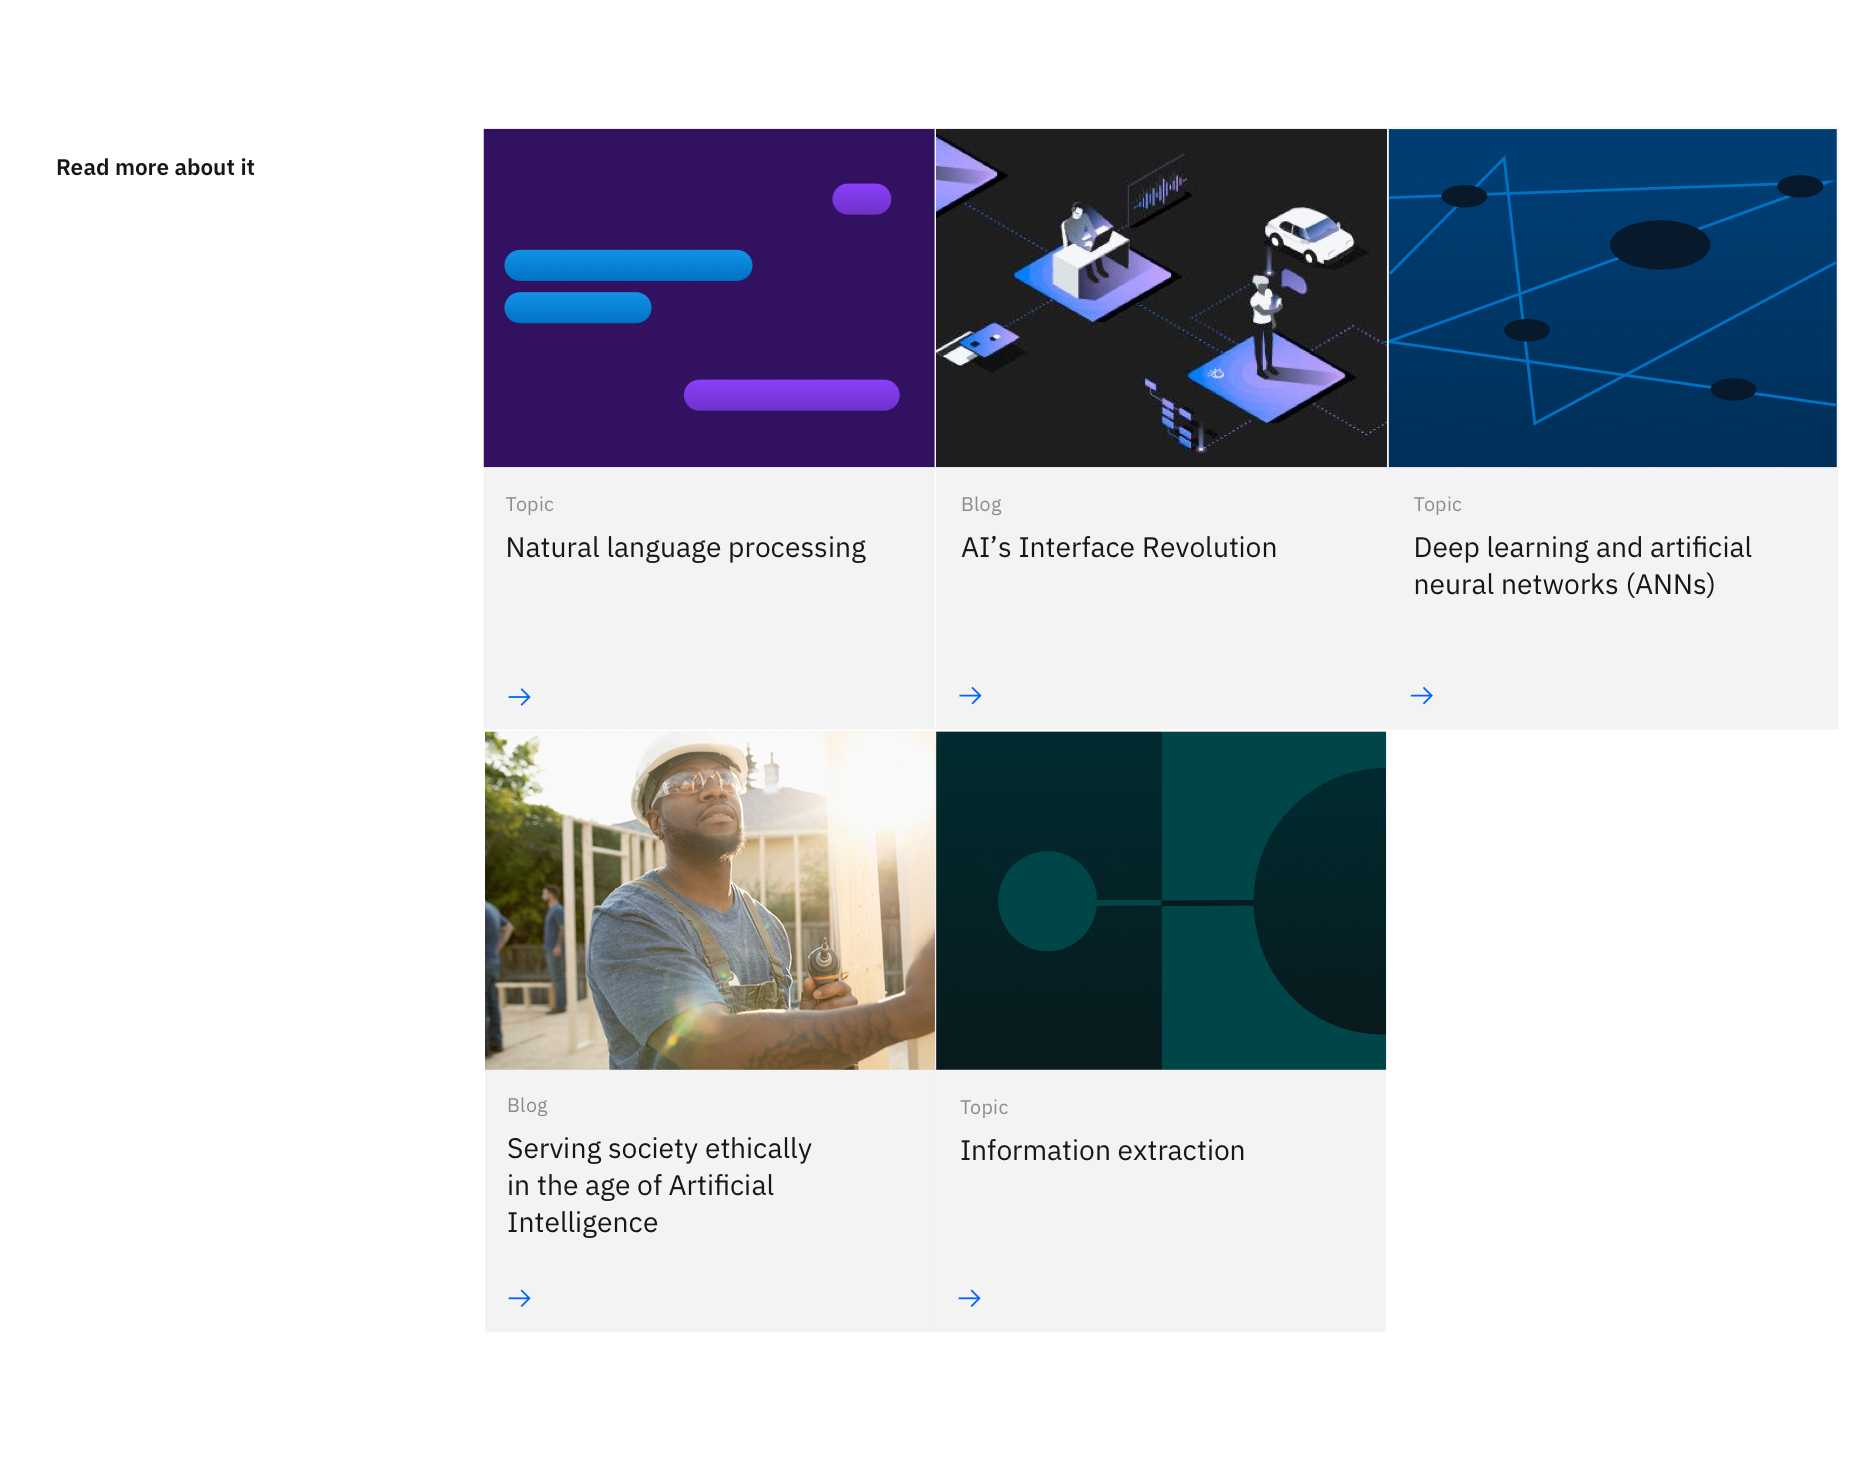 Read more about it
Topic
Natural language processing
Blog
AI’s Interface Revolution
Topic
Deep learning and artificial
neural networks (ANNs)
Blog
Serving society ethically
in the age of Artificial
Intelligence
Topic
Information extraction